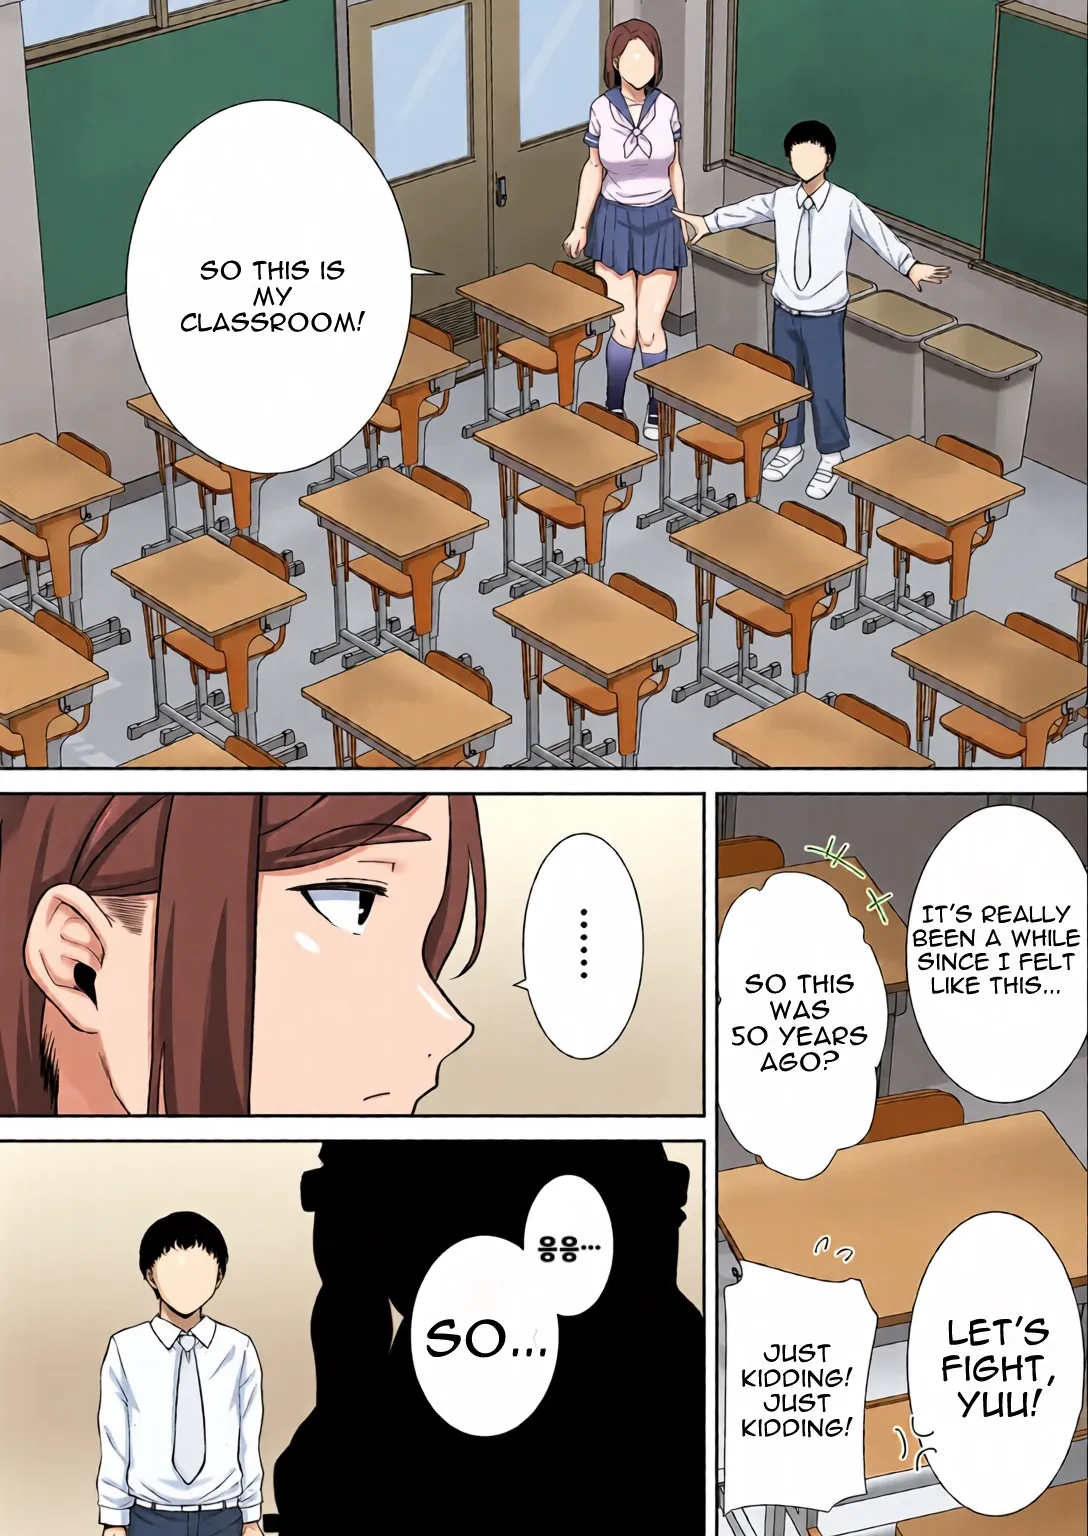 SO THIS IS
MY
CLASSROOM!
IT'S REALLY
BEEN A WHILE
SINCE I FELT
LIKE THIS...
SO THIS
WAS
50 YEARS
AGO?
LET'S
FIGHT,
YUU!
JUST
KIDDING!
JUST
KIDDING!
......
응응...
SO...